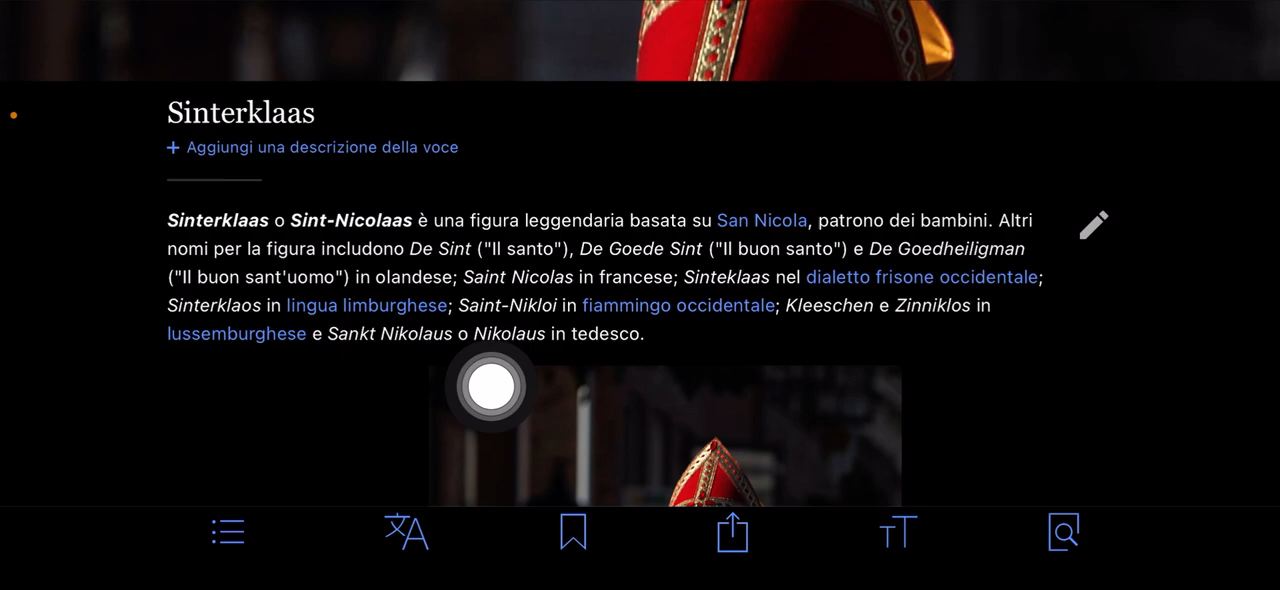 Sinterklaas
+ Aggiungi una descrizione della voce
Sinterklaas o Sint-Nicolaas è una figura leggendaria basata su San Nicola, patrono dei bambini. Altri
nomi per la figura includono De Sint ("Il santo"), De Goede Sint ("Il buon santo") e De Goedheiligman
("Il buon sant'uomo") in olandese; Saint Nicolas in francese; Sinteklaas nel dialetto frisone occidentale;
Sinterklaos in lingua limburghese; Saint-Nikloi in fiammingo occidentale; Kleeschen e Zinniklos in
lussemburghese e Sankt Nikolaus o Nikolaus in tedesco.